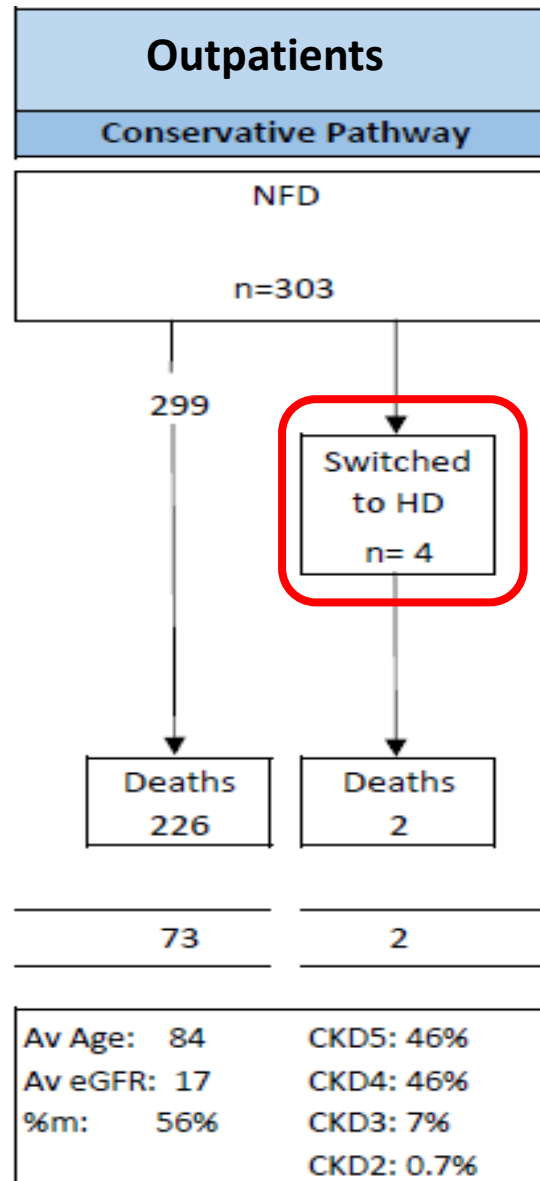 Outpatients
Conservative Pathway
NFD
n=303
299
Switched
to HD
n= 4
Deaths
226
Deaths
2
73
2
Av Age: 84
Av eGFR: 17
%m: 56%
CKD5: 46%
CKD4: 46%
CKD3: 7%
CKD2: 0.7%